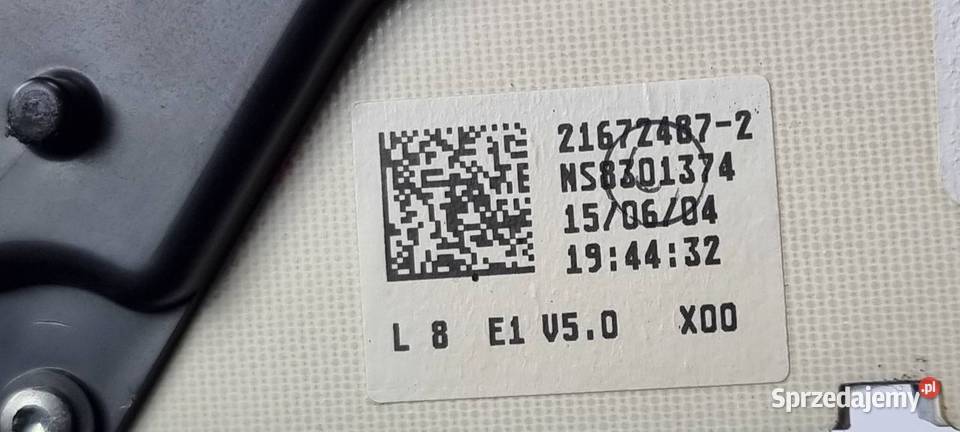 21672487-2
NS8301374
15/06/04
19:44:32
L 8 E1 V5.0 X00
Sprzedajemy.pl